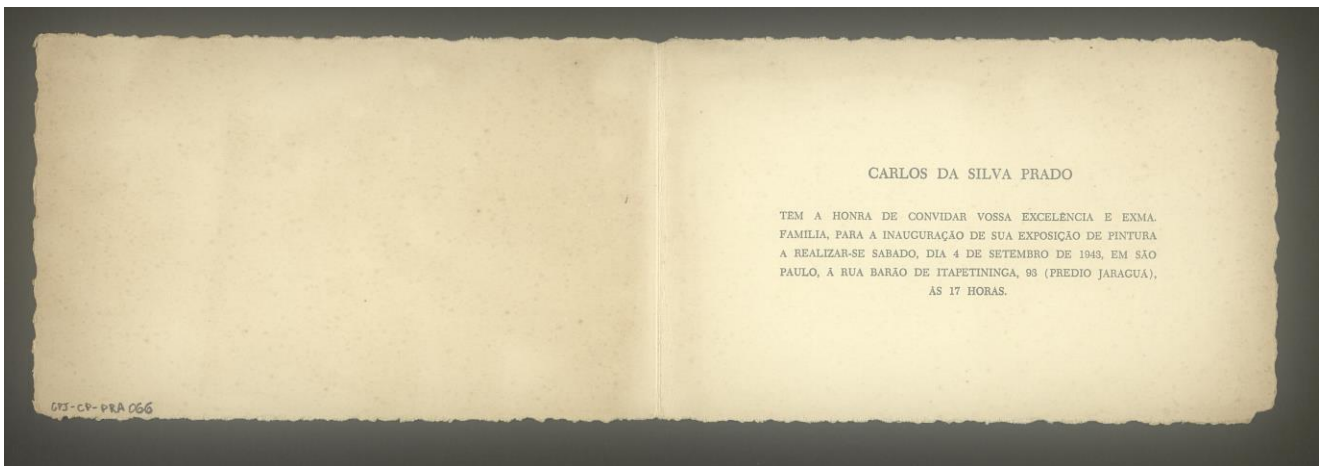 CARLOS DA SILVA PRADO
TEM A HONRA DE CONVIDAR VOSSA EXCELÊNCIA E EXMA.
FAMILIA, PARA A INAUGURAÇÃO DE SUA EXPOSIÇÃO DE PINTURA
A REALIZAR-SE SABADO, DIA 4 DE SETEMBRO DE 1943, EM SÃO
PAULO, Á RUA BARÃO DE ITAPETININGA, 93 (PREDIO JARAGUÁ),
ÁS 17 HORAS.
GPJ-CP-PRA 066